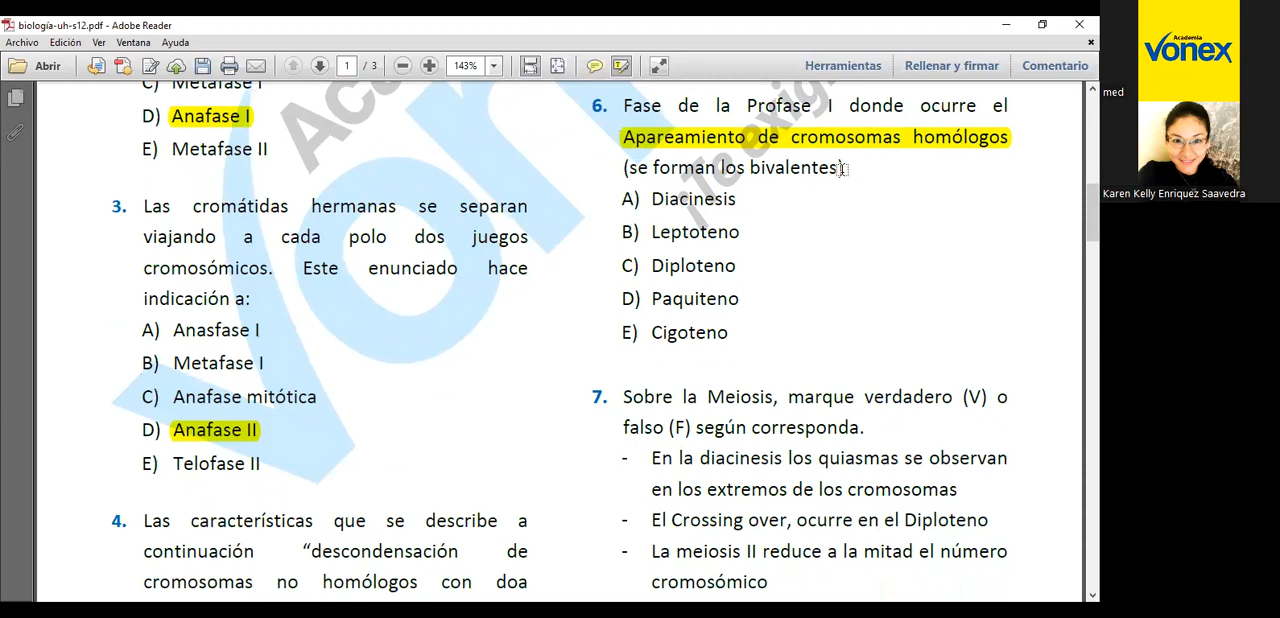 biología-uh-s12.pdf - Adobe Reader
Archivo Edición Ver Ventana Ayuda
Abrir
1 / 3
143%
Herramientas
Rellenar y firmar
Comentario
C) Metafase I
D) Anafase I
E) Metafase II
3. Las cromátidas hermanas se separan
viajando a cada polo dos juegos
cromosómicos. Este enunciado hace
indicación a:
A) Anasfase I
B) Metafase I
C) Anafase mitótica
D) Anafase II
E) Telofase II
4. Las características que se describe a
continuación “descondensación de
cromosomas no homólogos con doa
6. Fase de la Profase I donde ocurre el
Apareamiento de cromosomas homólogos
(se forman los bivalentes)
A) Diacinesis
B) Leptoteno
C) Diploteno
D) Paquiteno
E) Cigoteno
7. Sobre la Meiosis, marque verdadero (V) o
falso (F) según corresponda.
- En la diacinesis los quiasmas se observan
en los extremos de los cromosomas
- El Crossing over, ocurre en el Diploteno
- La meiosis II reduce a la mitad el número
cromosómico
Academia
vonex
med
Karen Kelly Enriquez Saavedra